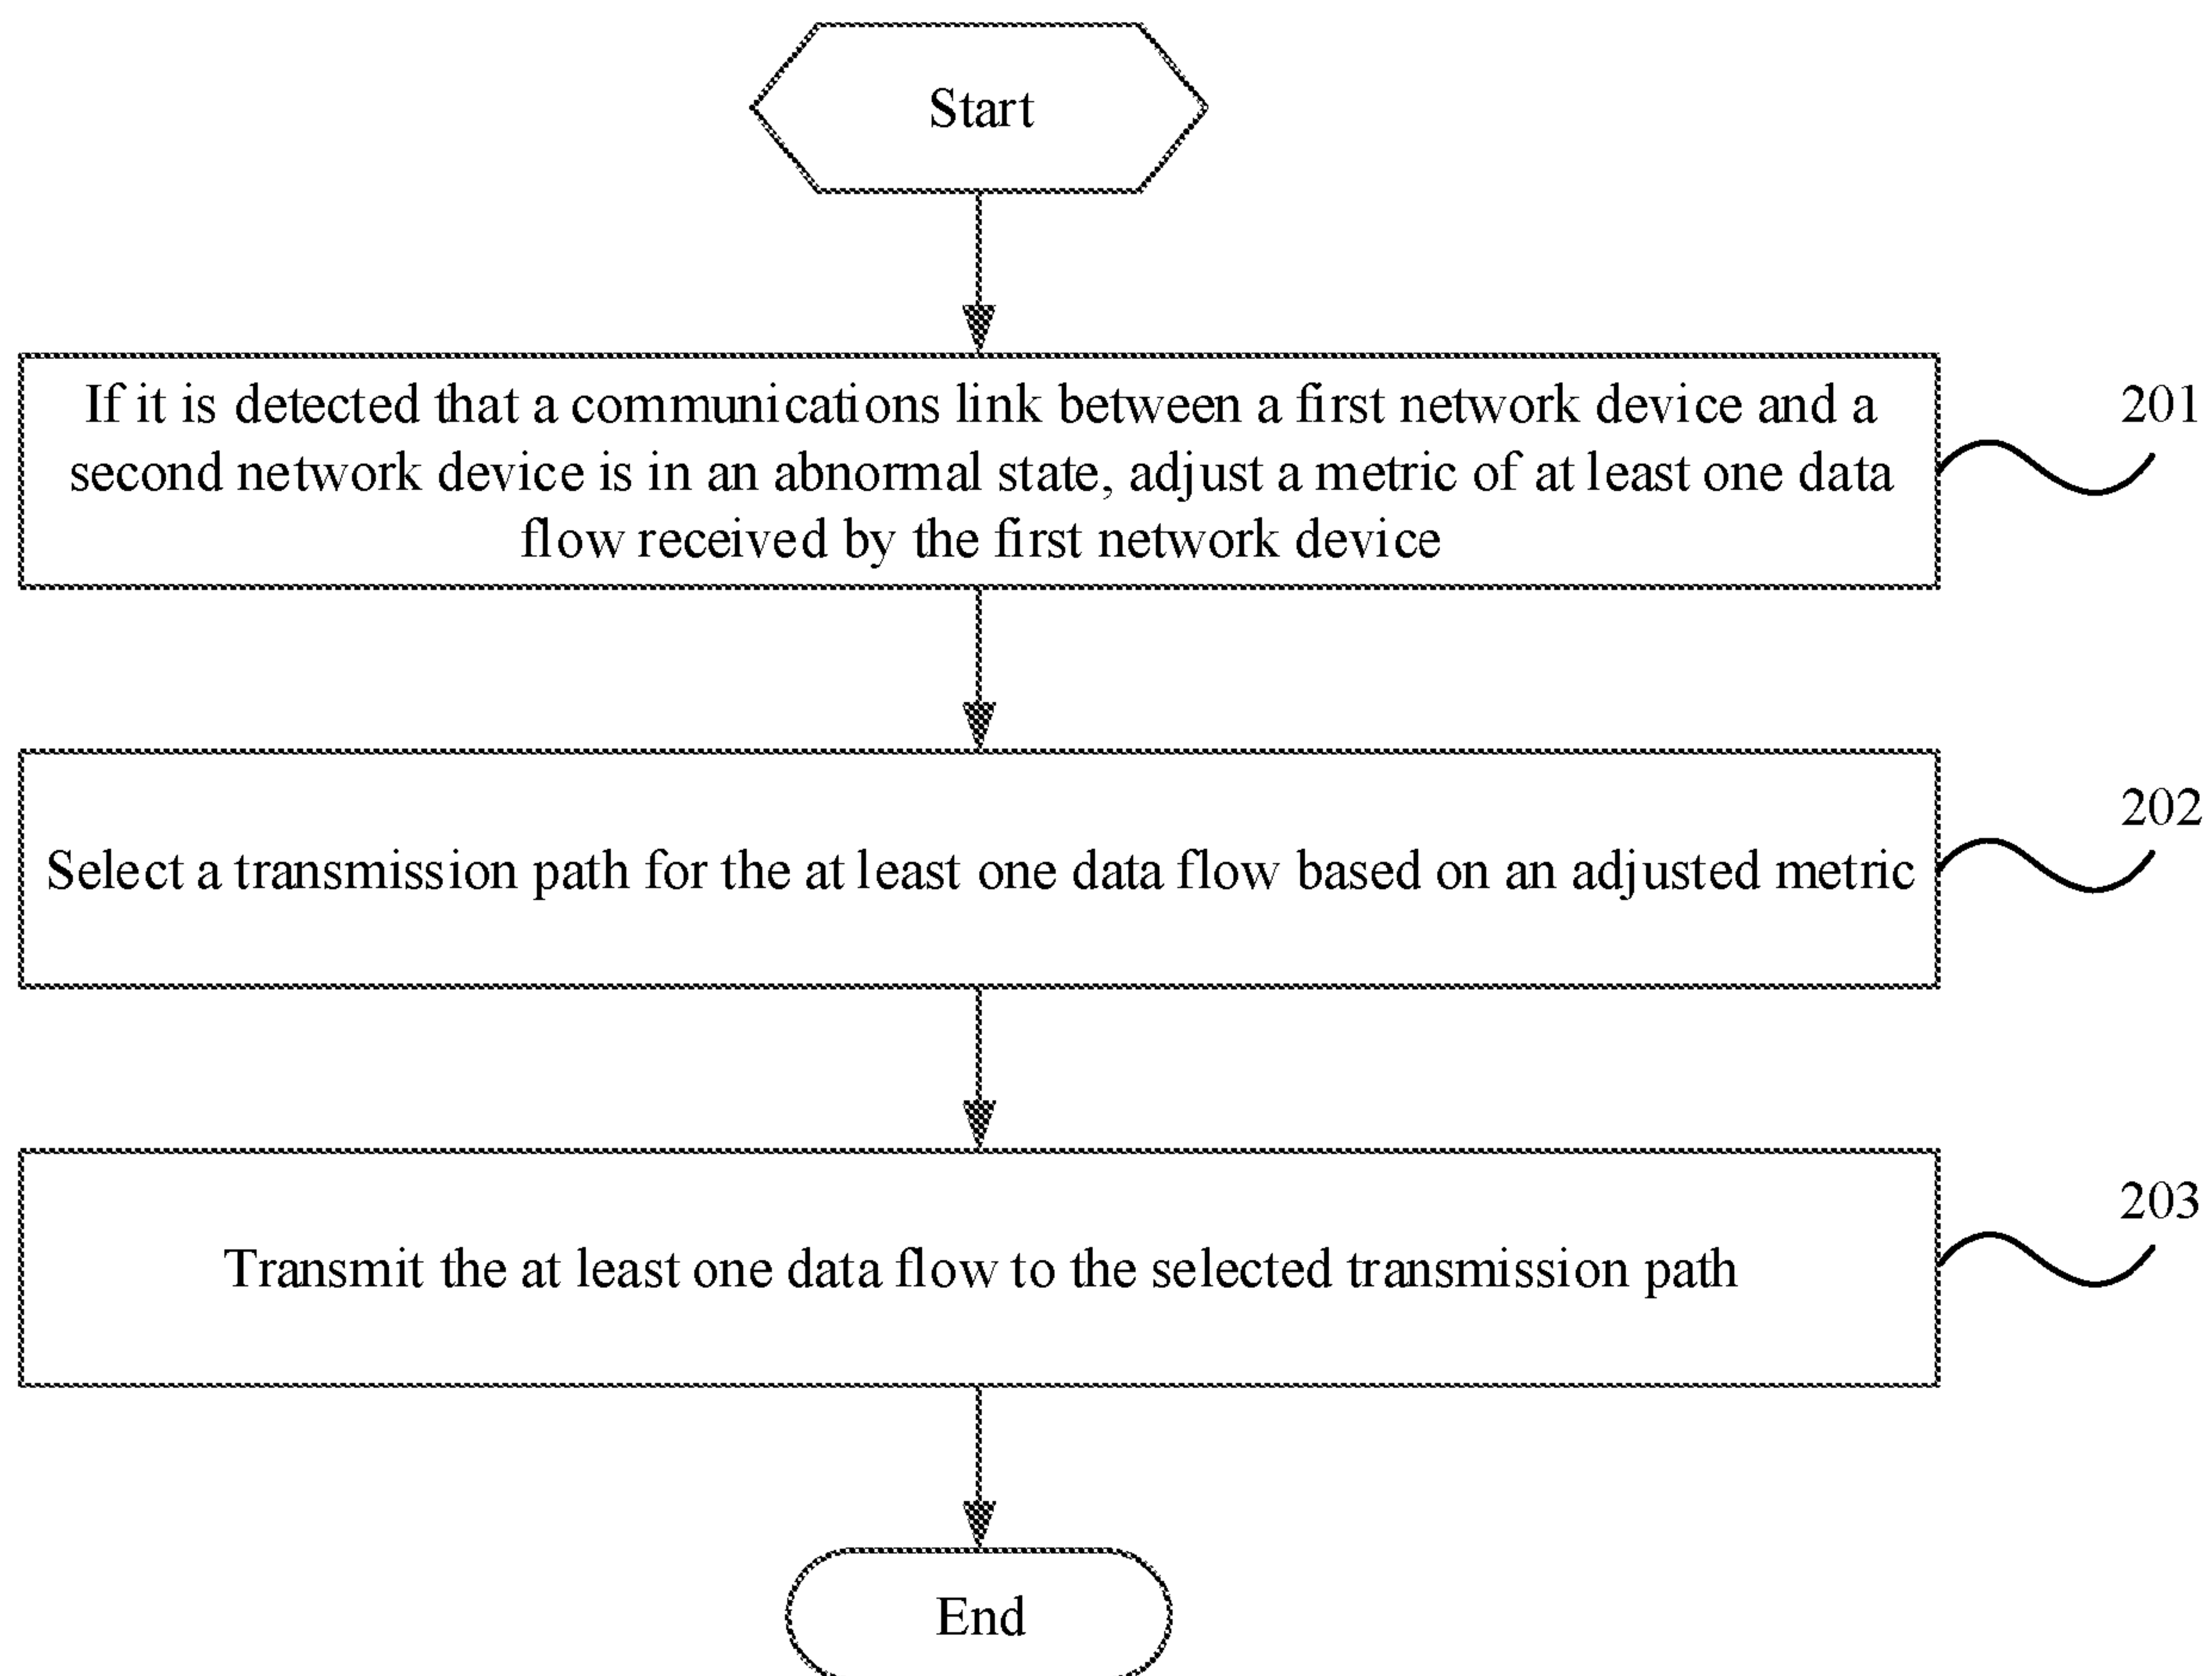 Start
If it is detected that a communications link between a first network device and a
second network device is in an abnormal state, adjust a metric of at least one data
flow received by the first network device
201
Select a transmission path for the at least one data flow based on an adjusted metric
202
Transmit the at least one data flow to the selected transmission path
203
End